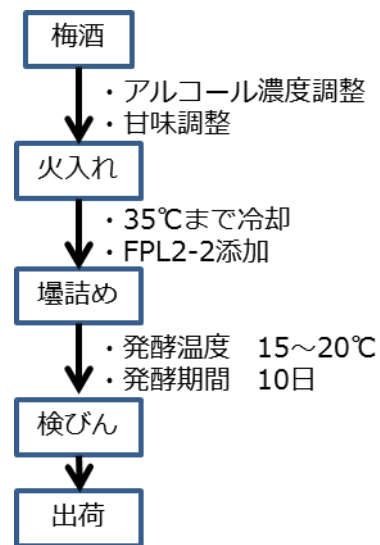 梅酒
・アルコール濃度調整
・甘味調整
火入れ
・35℃まで冷却
・FPL2-2添加
壜詰め
・発酵温度　15～20℃
・発酵期間　10日
検びん
出荷